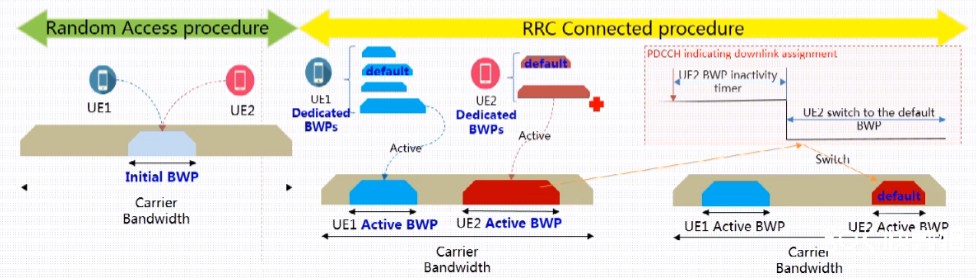 Random Access procedure
RRC Connected procedure
UE1
UE2
Initial BWP
Carrier
Bandwidth
UE1
Dedicated
BWPs
default
UE2
Dedicated
BWPs
default
Active
Active
UE1 Active BWP
UE2 Active BWP
Carrier
Bandwidth
PDCCH indicating downlink assignment
UE2 BWP inactivity
timer
UE2 switch to the default
BWP
Switch
default
UE1 Active BWP
UE2 Active BWP
Carrier
Bandwidth